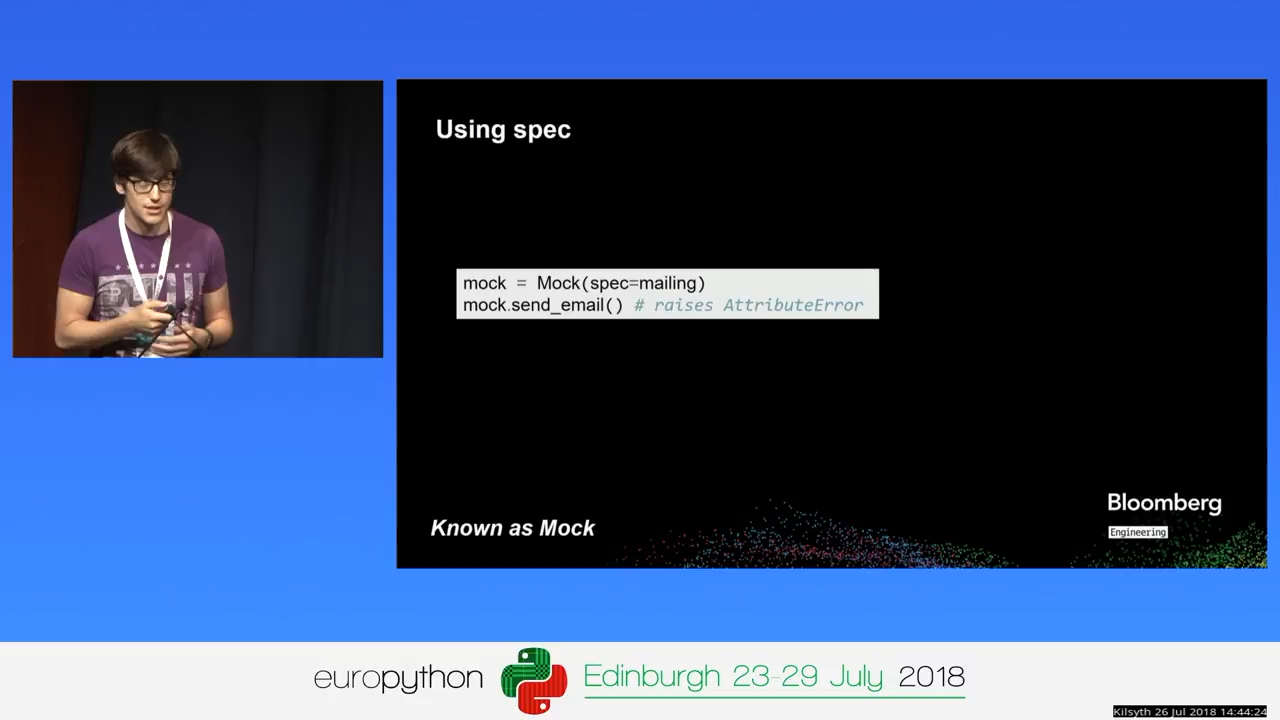 Using spec
mock = Mock(spec=mailing)
mock.send_email() # raises AttributeError
Known as Mock
Bloomberg
Engineering
europython
Edinburgh 23-29 July 2018
Kilsyth 26 Jul 2018 14:44:24